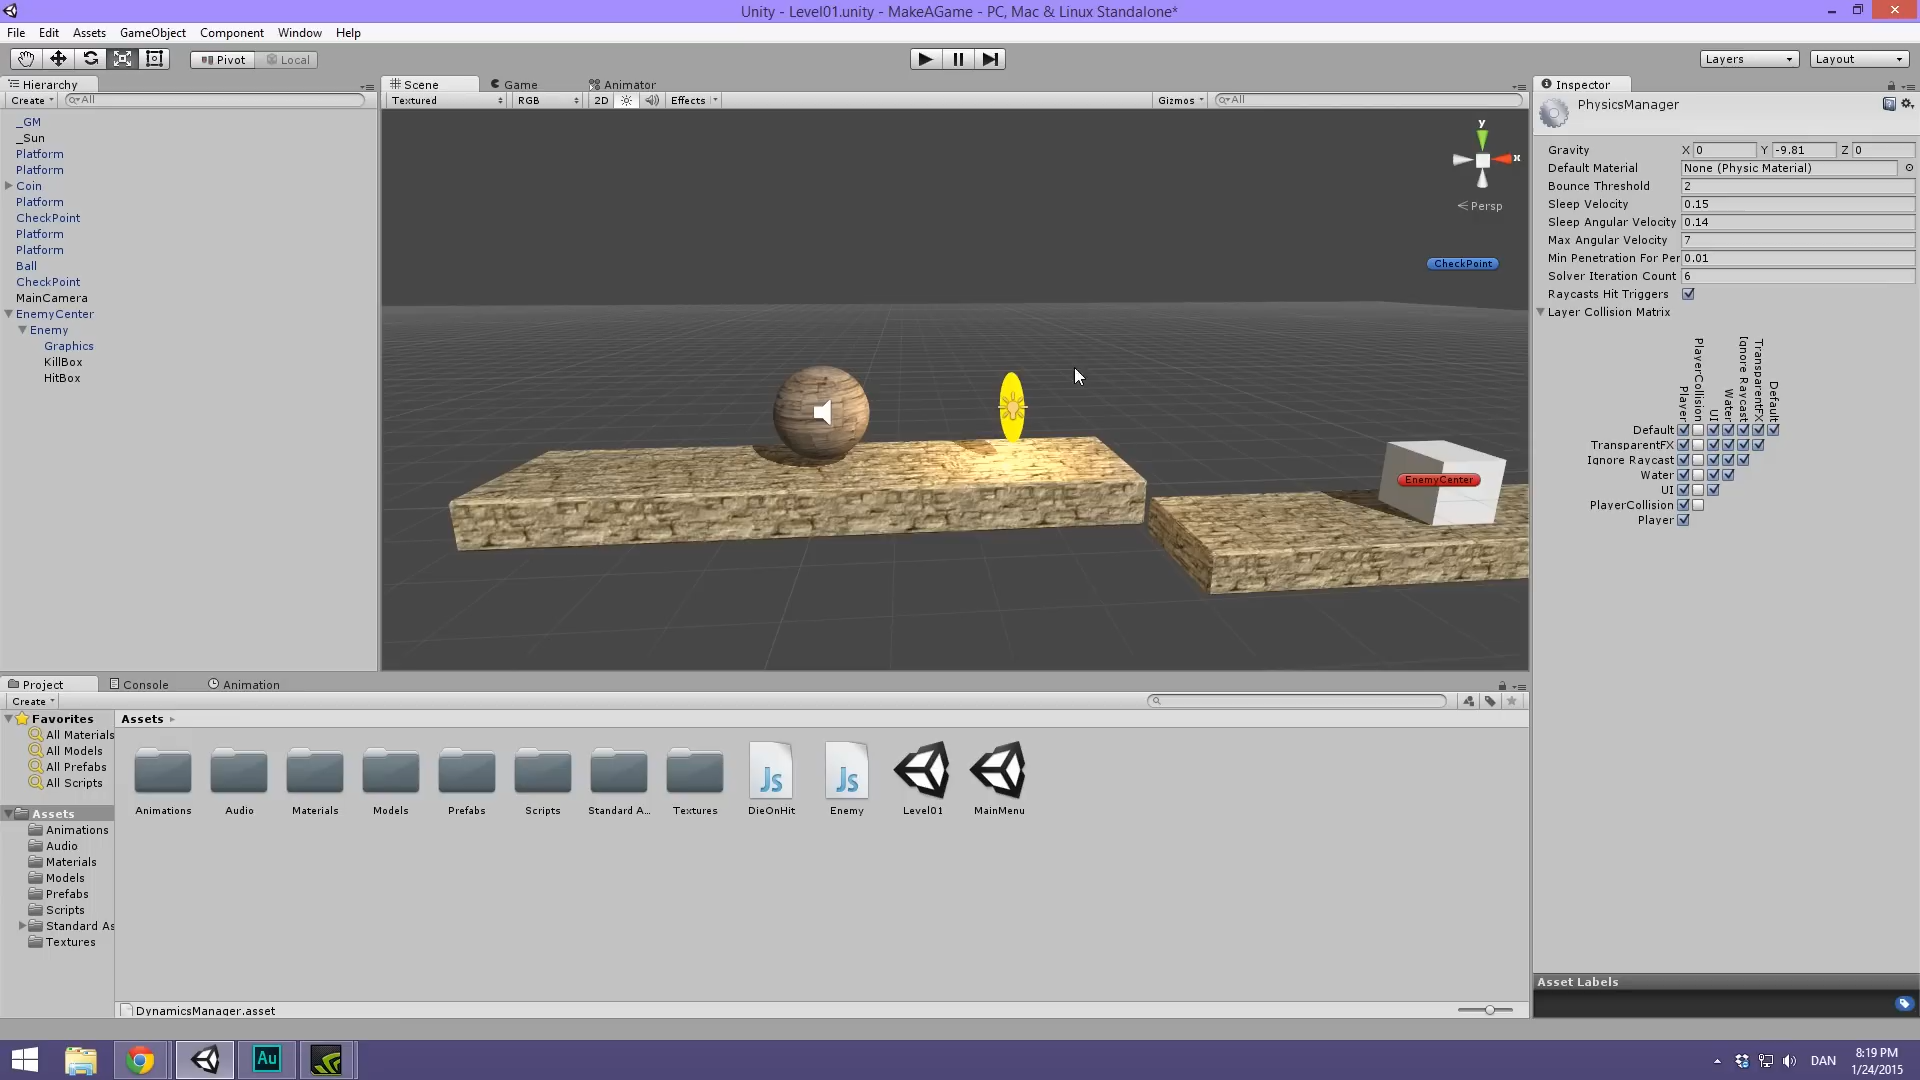 Unity - Level01.unity - MakeAGame - PC, Mac & Linux Standalone*
File Edit Assets GameObject Component Window Help
Pivot Local Layers Layout
Hierarchy
Create All
_GM
_Sun
Platform
Platform
Coin
Platform
CheckPoint
Platform
Platform
Ball
CheckPoint
MainCamera
EnemyCenter
Enemy
Graphics
KillBox
HitBox
Scene Game Animator
Textured RGB 2D Effects Gizmos All
y
x
Persp
CheckPoint
EnemyCenter
Inspector
PhysicsManager
Gravity X 0 Y -9.81 Z 0
Default Material None (Physic Material)
Bounce Threshold 2
Sleep Velocity 0.15
Sleep Angular Velocity 0.14
Max Angular Velocity 7
Min Penetration For Per 0.01
Solver Iteration Count 6
Raycasts Hit Triggers
Layer Collision Matrix
Player PlayerCollision UI Water Ignore Raycast TransparentFX Default
Default
TransparentFX
Ignore Raycast
Water
UI
PlayerCollision
Player
Project Console Animation
Create
Favorites
All Materials
All Models
All Prefabs
All Scripts
Assets
Animations
Audio
Materials
Models
Prefabs
Scripts
Standard As
Textures
Assets
Js Js
Animations Audio Materials Models Prefabs Scripts Standard A... Textures DieOnHit Enemy Level01 MainMenu
DynamicsManager.asset
Asset Labels
Au
DAN
8:19 PM
1/24/2015